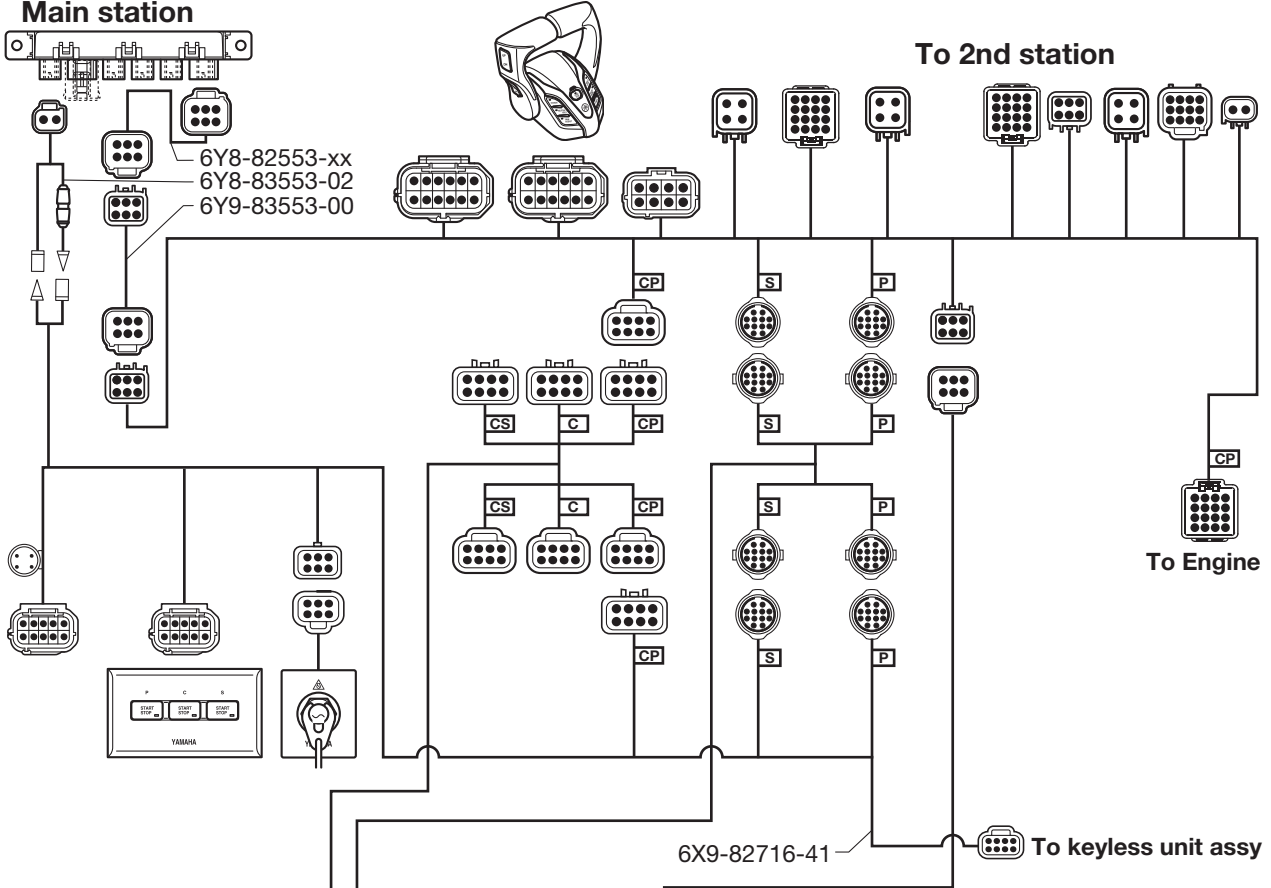 Main station
To 2nd station
6Y8-82553-xx
6Y8-83553-02
6Y9-83553-00
CP
S
P
CS
C
CP
S
P
CP
CS
C
CP
S
P
To Engine
CP
S
P
P C S
START STOP
START STOP
START STOP
YAMAHA
YAMAHA
6X9-82716-41
To keyless unit assy